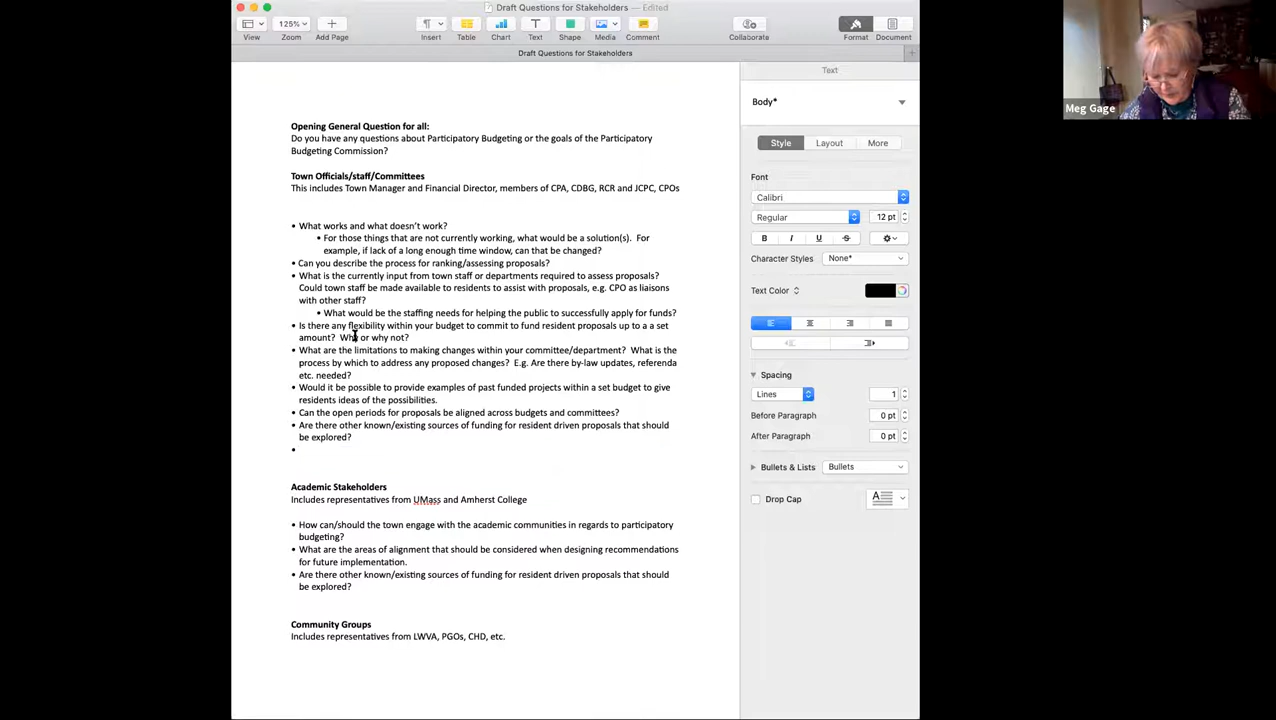 Draft Questions for Stakeholders — Edited
125%
View
Zoom
Add Page
Insert
Table
Chart
Text
Shape
Media
Comment
Collaborate
Format
Document
Draft Questions for Stakeholders
Opening General Question for all:
Do you have any questions about Participatory Budgeting or the goals of the Participatory
Budgeting Commission?
Town Officials/staff/Committees
This includes Town Manager and Financial Director, members of CPA, CDBG, RCR and JCPC, CPOs
• What works and what doesn't work?
• For those things that are not currently working, what would be a solution(s). For
example, if lack of a long enough time window, can that be changed?
• Can you describe the process for ranking/assessing proposals?
• What is the currently input from town staff or departments required to assess proposals?
Could town staff be made available to residents to assist with proposals, e.g. CPO as liaisons
with other staff?
• What would be the staffing needs for helping the public to successfully apply for funds?
• Is there any flexibility within your budget to commit to fund resident proposals up to a a set
amount? Why or why not?
• What are the limitations to making changes within your committee/department? What is the
process by which to address any proposed changes? E.g. Are there by-law updates, referenda
etc. needed?
• Would it be possible to provide examples of past funded projects within a set budget to give
residents ideas of the possibilities.
• Can the open periods for proposals be aligned across budgets and committees?
• Are there other known/existing sources of funding for resident driven proposals that should
be explored?
•
Academic Stakeholders
Includes representatives from UMass and Amherst College
• How can/should the town engage with the academic communities in regards to participatory
budgeting?
• What are the areas of alignment that should be considered when designing recommendations
for future implementation.
• Are there other known/existing sources of funding for resident driven proposals that should
be explored?
Community Groups
Includes representatives from LWVA, PGOs, CHD, etc.
Text
Body*
Style
Layout
More
Font
Calibri
Regular
12 pt
B I U S
Character Styles
None*
Text Color
Spacing
Lines
1
Before Paragraph
0 pt
After Paragraph
0 pt
Bullets & Lists
Bullets
Drop Cap
Meg Gage